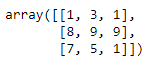 array([[1, 3, 1],
       [8, 9, 9],
       [7, 5, 1]])